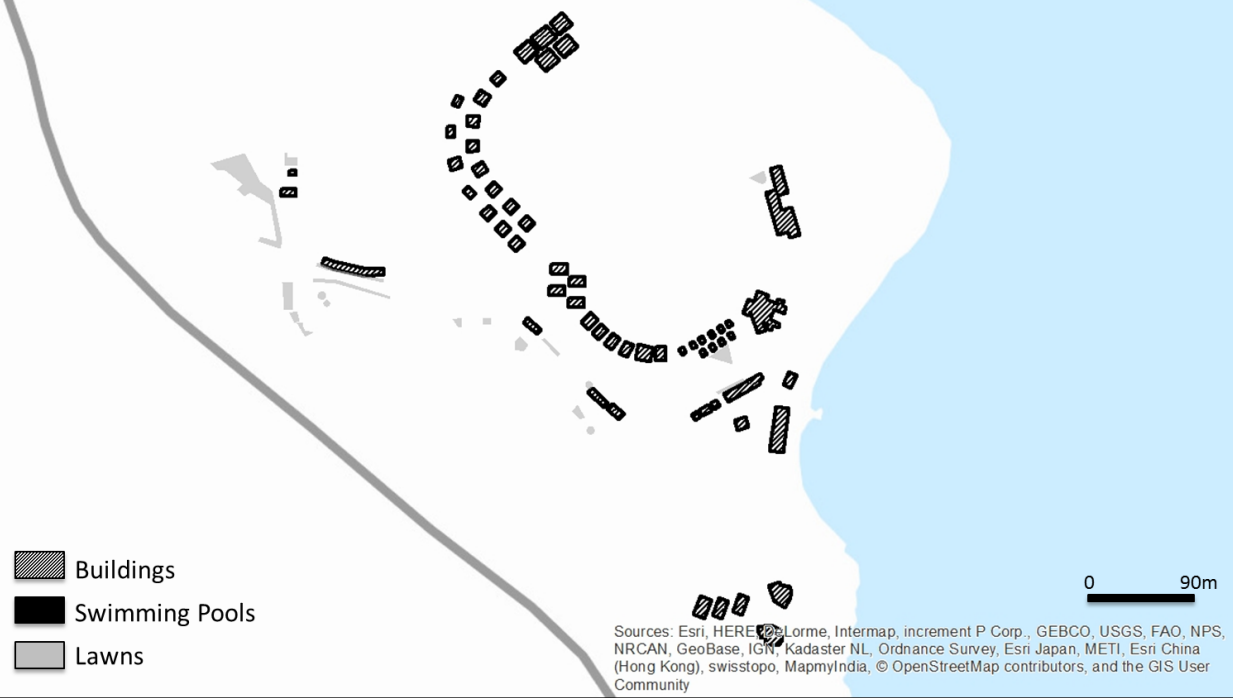 Buildings
Swimming Pools
Lawns
0 90m
Sources: Esri, HERE, DeLorme, Intermap, increment P Corp., GEBCO, USGS, FAO, NPS,
NRCAN, GeoBase, IGN, Kadaster NL, Ordnance Survey, Esri Japan, METI, Esri China
(Hong Kong), swisstopo, MapmyIndia, © OpenStreetMap contributors, and the GIS User
Community